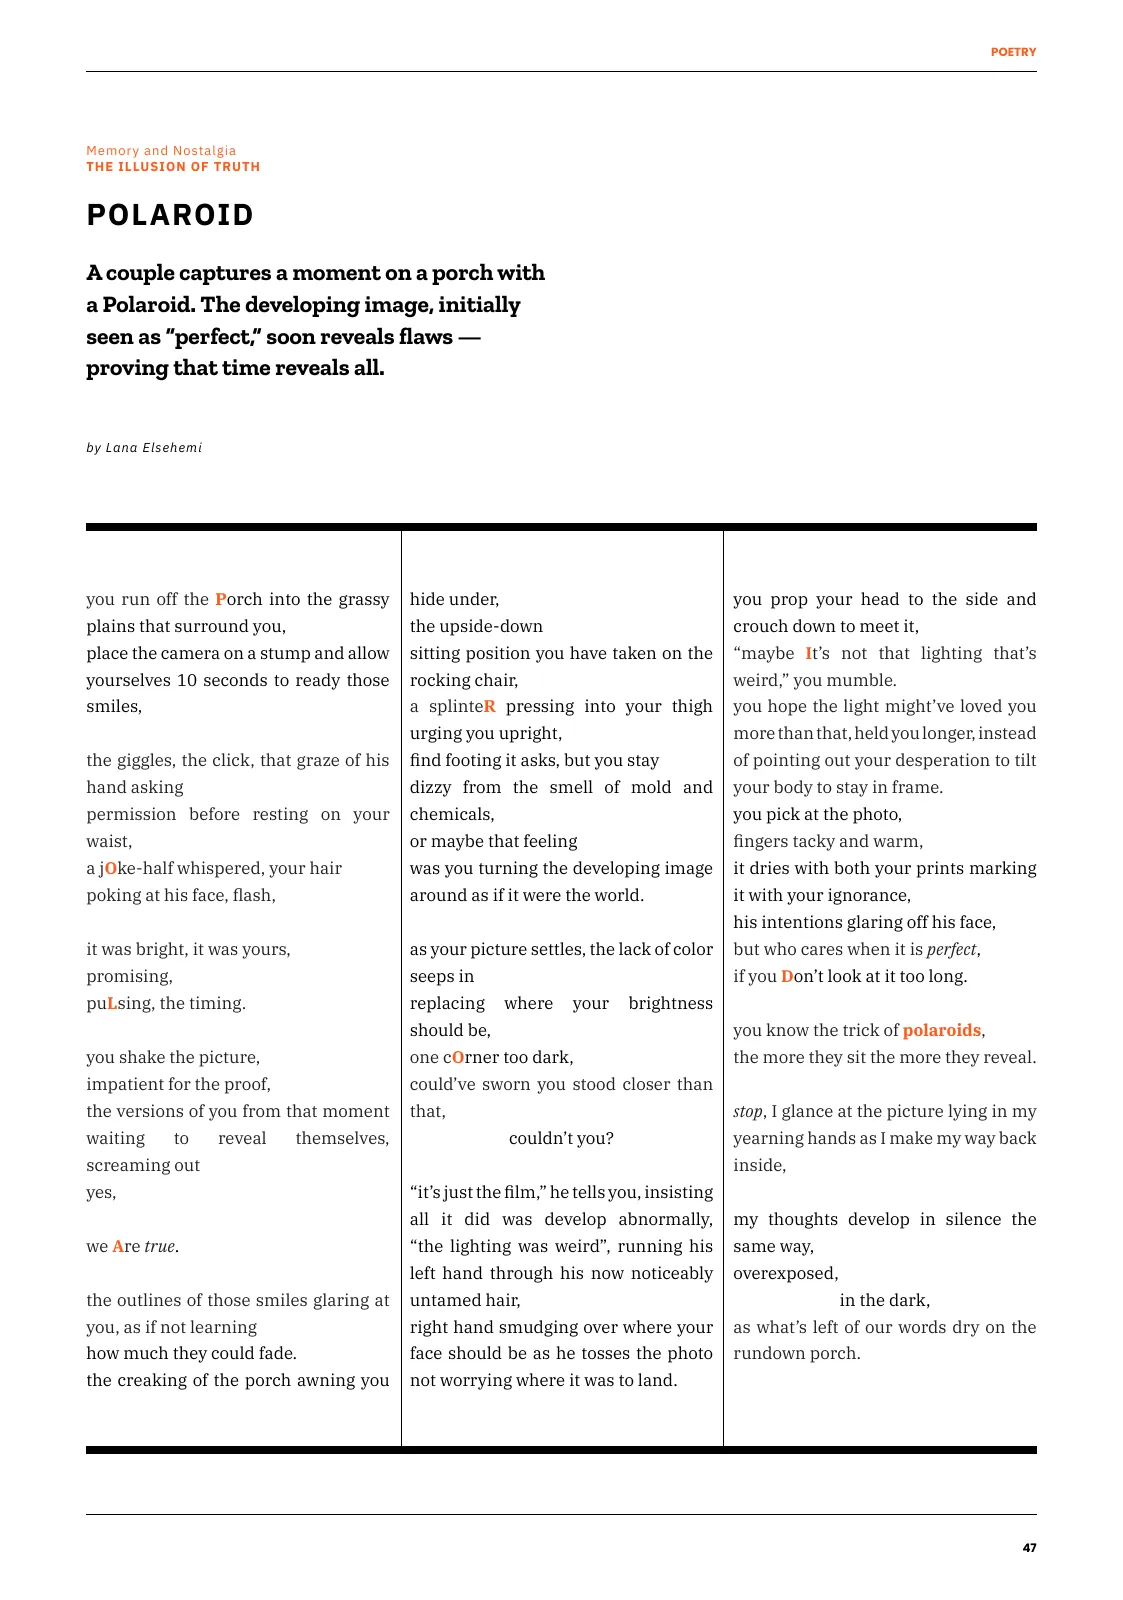 POETRY
Memory and Nostalgia
THE ILLUSION OF TRUTH
POLAROID
A couple captures a moment on a porch with
a Polaroid. The developing image, initially
seen as “perfect,” soon reveals flaws —
proving that time reveals all.
by Lana Elsehemi
you run off the Porch into the grassy
plains that surround you,
place the camera on a stump and allow
yourselves 10 seconds to ready those
smiles,
the giggles, the click, that graze of his
hand asking
permission before resting on your
waist,
a jOke-half whispered, your hair
poking at his face, flash,
it was bright, it was yours,
promising,
puLsing, the timing.
you shake the picture,
impatient for the proof,
the versions of you from that moment
waiting to reveal themselves,
screaming out
yes,
we Are true.
the outlines of those smiles glaring at
you, as if not learning
how much they could fade.
the creaking of the porch awning you
hide under,
the upside-down
sitting position you have taken on the
rocking chair,
a splinteR pressing into your thigh
urging you upright,
find footing it asks, but you stay
dizzy from the smell of mold and
chemicals,
or maybe that feeling
was you turning the developing image
around as if it were the world.
as your picture settles, the lack of color
seeps in
replacing where your brightness
should be,
one cOrner too dark,
could’ve sworn you stood closer than
that,
couldn’t you?
“it’s just the film,” he tells you, insisting
all it did was develop abnormally,
“the lighting was weird”, running his
left hand through his now noticeably
untamed hair,
right hand smudging over where your
face should be as he tosses the photo
not worrying where it was to land.
you prop your head to the side and
crouch down to meet it,
“maybe It’s not that lighting that’s
weird,” you mumble.
you hope the light might’ve loved you
more than that, held you longer, instead
of pointing out your desperation to tilt
your body to stay in frame.
you pick at the photo,
fingers tacky and warm,
it dries with both your prints marking
it with your ignorance,
his intentions glaring off his face,
but who cares when it is perfect,
if you Don’t look at it too long.
you know the trick of polaroids,
the more they sit the more they reveal.
stop, I glance at the picture lying in my
yearning hands as I make my way back
inside,
my thoughts develop in silence the
same way,
overexposed,
in the dark,
as what’s left of our words dry on the
rundown porch.
47